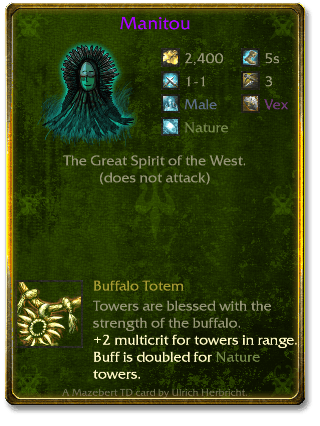 Manitou
2,400 5s
1-1 3
Male Vex
Nature
The Great Spirit of the West.
(does not attack)
Buffalo Totem
Towers are blessed with the
strength of the buffalo.
+2 multicrit for towers in range.
Buff is doubled for Nature
towers.
A Mazebert TD card by Ulrich Herbricht